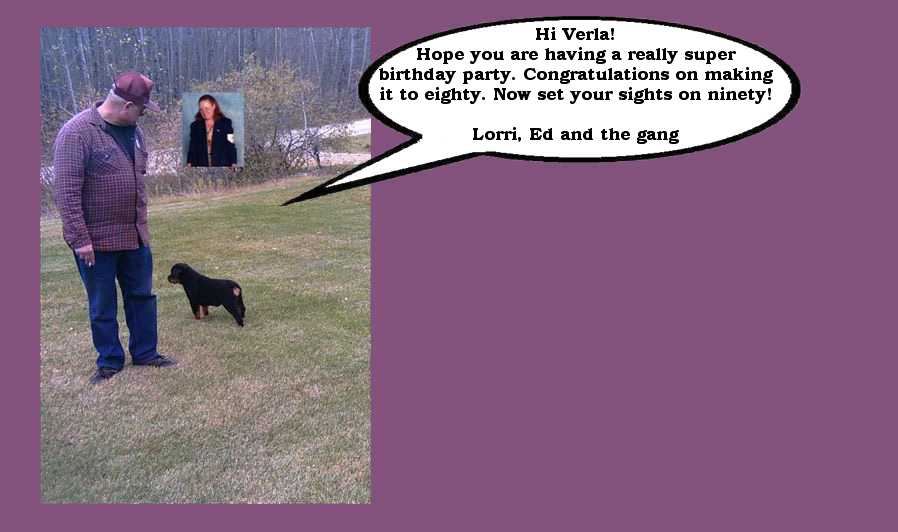 Hi Verla!
Hope you are having a really super
birthday party. Congratulations on making
it to eighty. Now set your sights on ninety!
Lorri, Ed and the gang